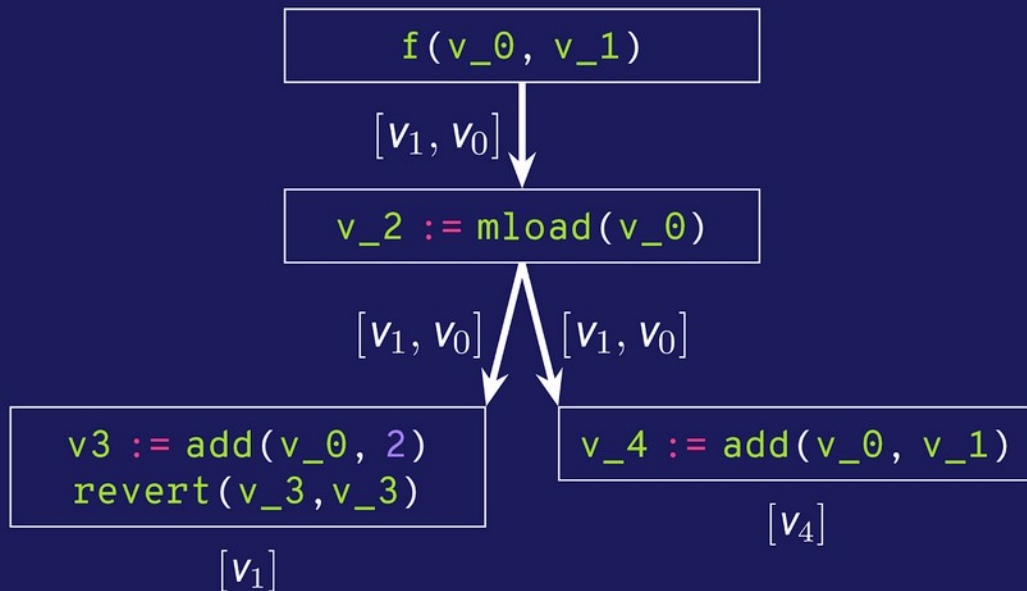 f(v_0, v_1)
[v₁, v₀]
v_2 := mload(v_0)
[v₁, v₀] [v₁, v₀]
v3 := add(v_0, 2)
revert(v_3,v_3)
[v₁]
v_4 := add(v_0, v_1)
[v₄]